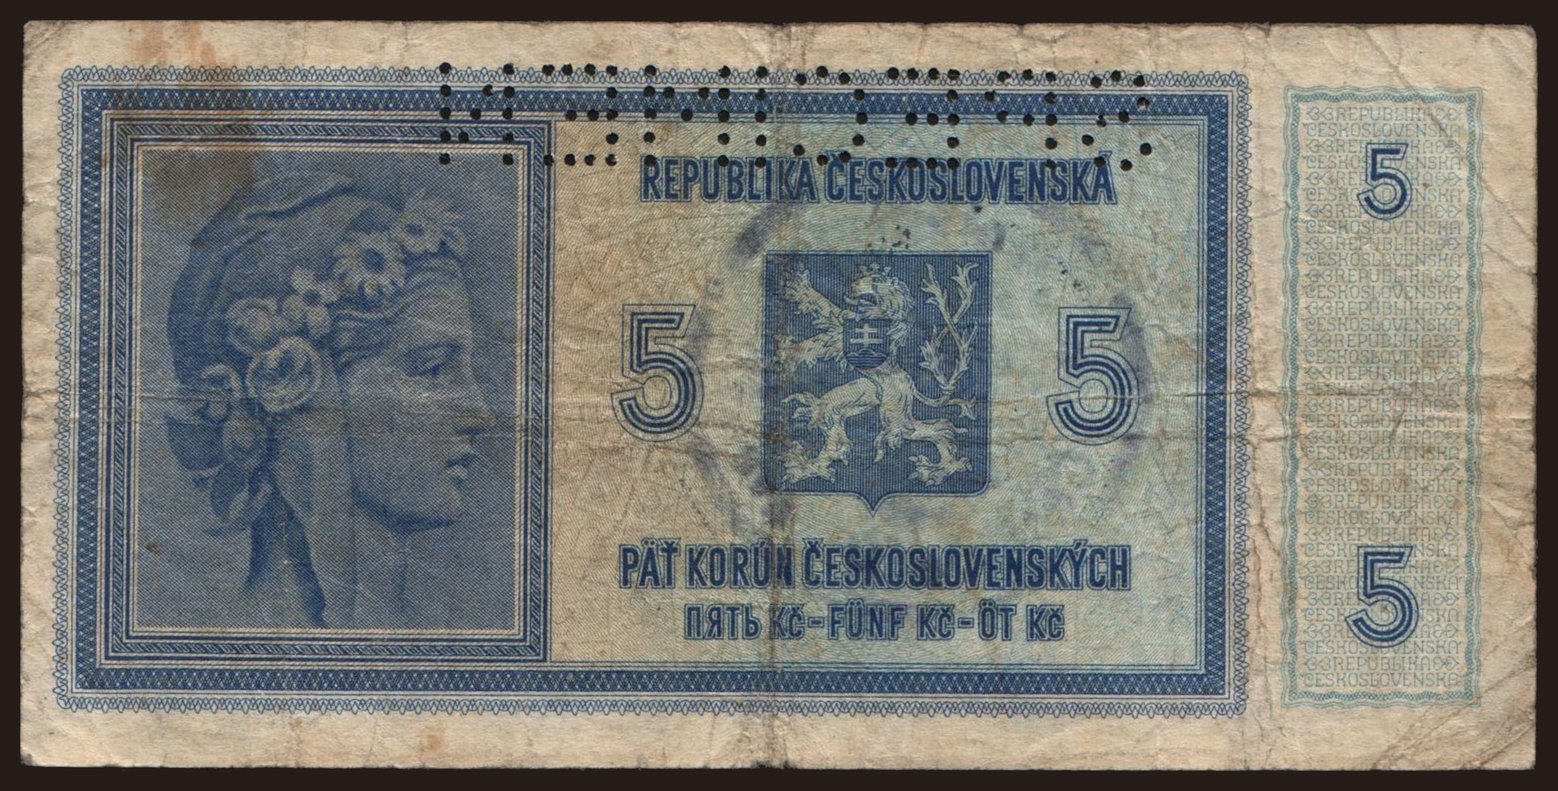 REPUBLIKA ČESKOSLOVENSKÁ
5
5
5
PÄŤ KORÚN ČESKOSLOVENSKÝCH
ПЯТЬ Kč - FÜNF Kč - ÖT Kč
5
REPUBLIKA
ČESKOSLOVENSKÁ